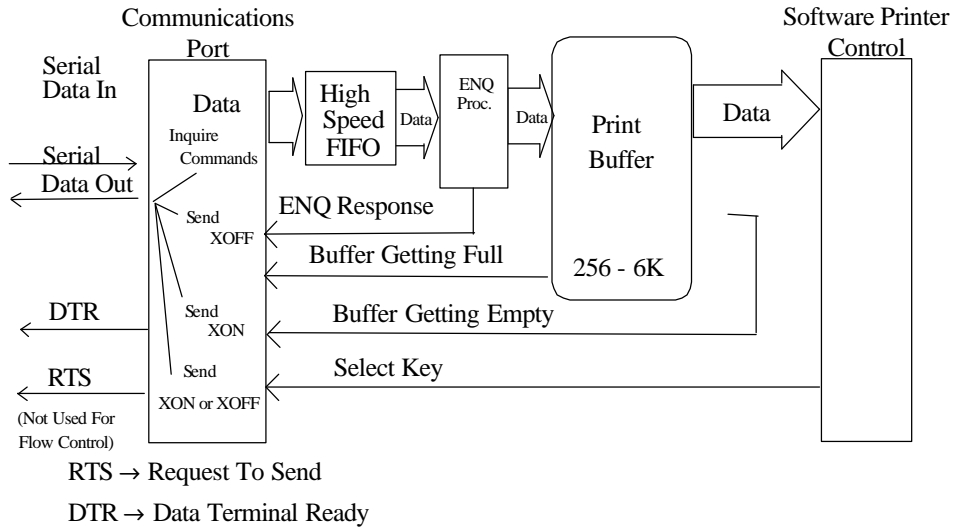 Communications
Port
Software Printer
Control
Serial
Data In
Serial
Data Out
DTR
RTS
(Not Used For
Flow Control)
Data
Inquire
Commands
Send
XOFF
Send
XON
Send
XON or XOFF
High
Speed
FIFO
Data
ENQ
Proc.
Data
Print
Buffer
256 - 6K
Data
ENQ Response
Buffer Getting Full
Buffer Getting Empty
Select Key
RTS → Request To Send
DTR → Data Terminal Ready